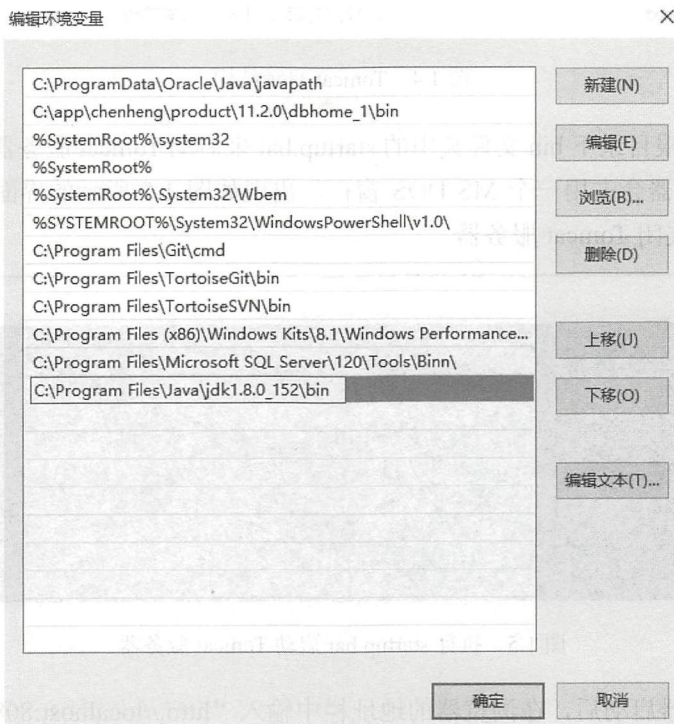 编辑环境变量
C:\ProgramData\Oracle\Java\javapath
C:\app\chenheng\product\11.2.0\dbhome_1\bin
%SystemRoot%\system32
%SystemRoot%
%SystemRoot%\System32\Wbem
%SYSTEMROOT%\System32\WindowsPowerShell\v1.0\
C:\Program Files\Git\cmd
C:\Program Files\TortoiseGit\bin
C:\Program Files\TortoiseSVN\bin
C:\Program Files (x86)\Windows Kits\8.1\Windows Performance...
C:\Program Files\Microsoft SQL Server\120\Tools\Binn\
C:\Program Files\Java\jdk1.8.0_152\bin
新建(N)
编辑(E)
浏览(B)...
删除(D)
上移(U)
下移(O)
编辑文本(T)...
确定
取消